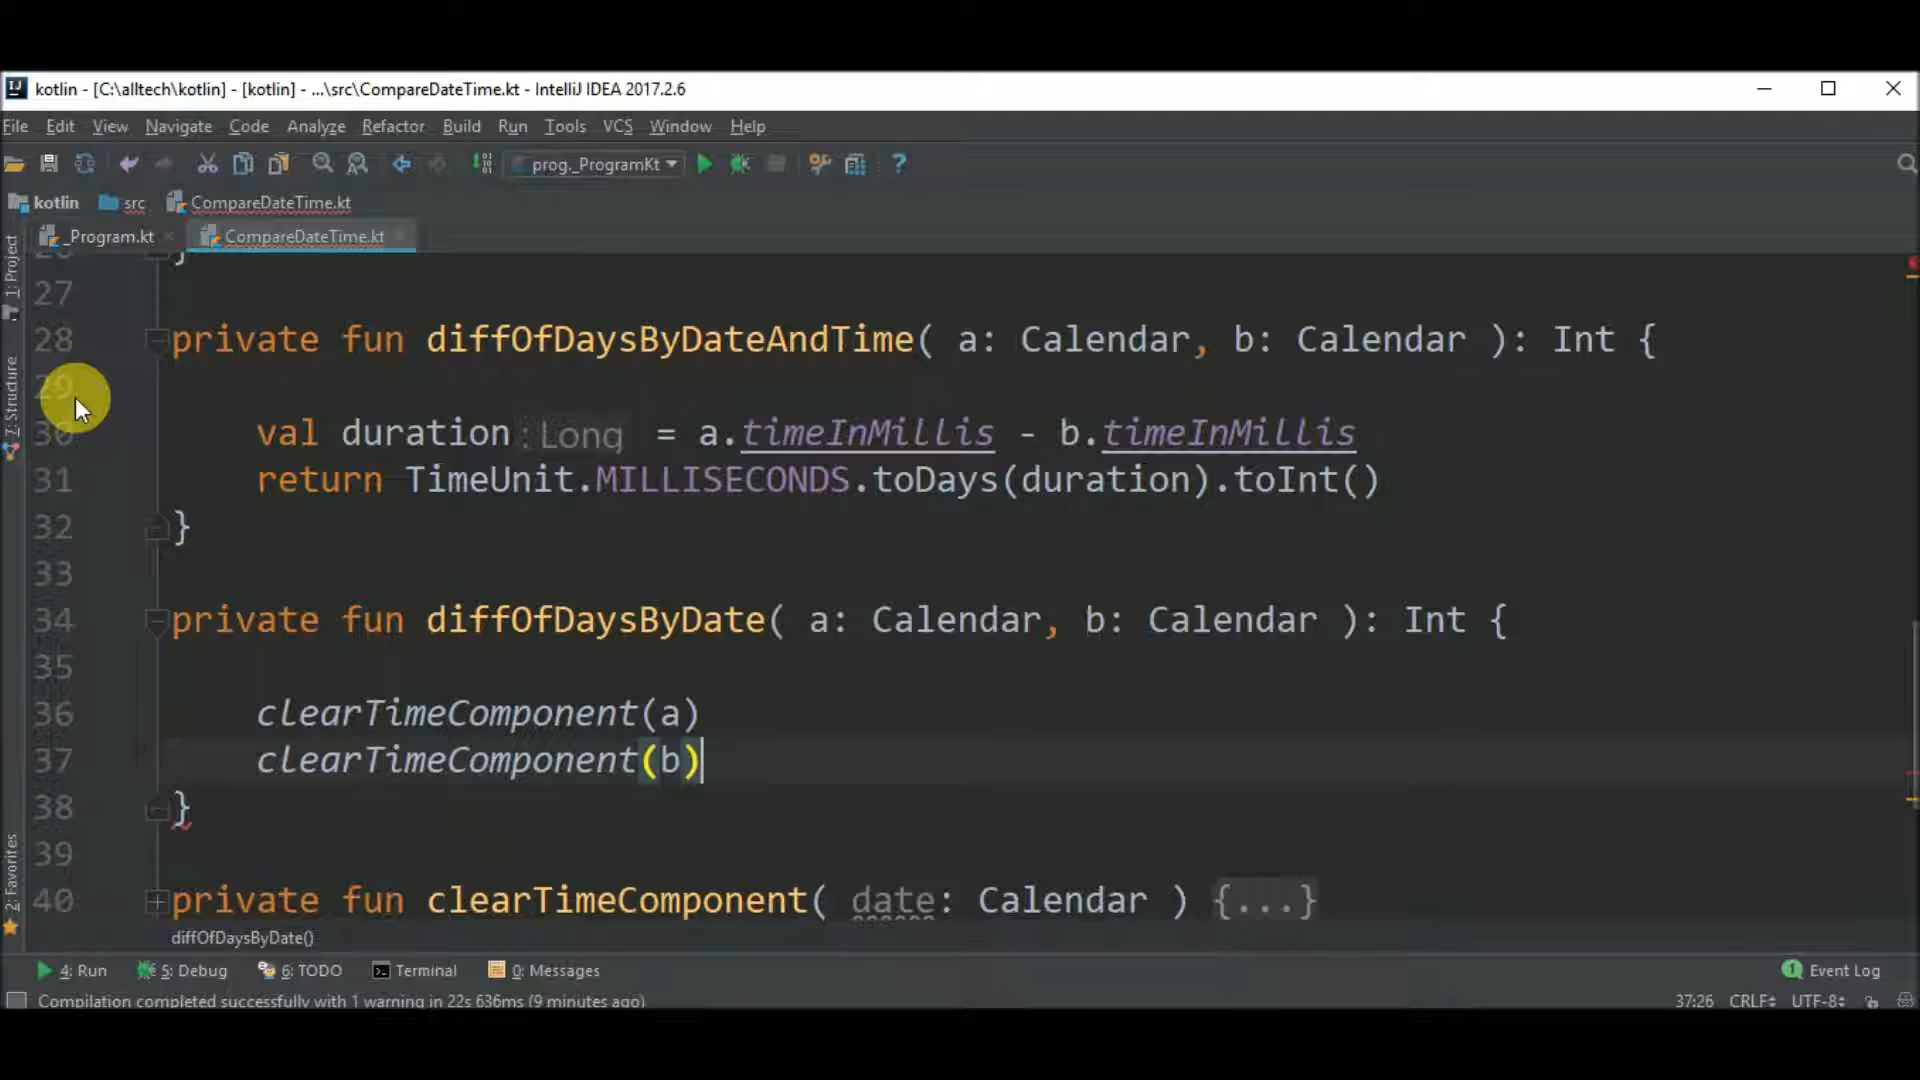 kotlin - [C:\alltech\kotlin] - [kotlin] - ...\src\CompareDateTime.kt - IntelliJ IDEA 2017.2.6
File Edit View Navigate Code Analyze Refactor Build Run Tools VCS Window Help
prog._ProgramKt
kotlin src CompareDateTime.kt
_Program.kt CompareDateTime.kt
1: Project
7: Structure
2: Favorites
26 }
27
28 private fun diffOfDaysByDateAndTime( a: Calendar, b: Calendar ): Int {
29
30 val duration: Long = a.timeInMillis - b.timeInMillis
31 return TimeUnit.MILLISECONDS.toDays(duration).toInt()
32 }
33
34 private fun diffOfDaysByDate( a: Calendar, b: Calendar ): Int {
35
36 clearTimeComponent(a)
37 clearTimeComponent(b)
38 }
39
40 private fun clearTimeComponent( date: Calendar ) {...}
diffOfDaysByDate()
4: Run 5: Debug 6: TODO Terminal 0: Messages 1 Event Log
Compilation completed successfully with 1 warning in 22s 636ms (9 minutes ago) 37:26 CRLF UTF-8